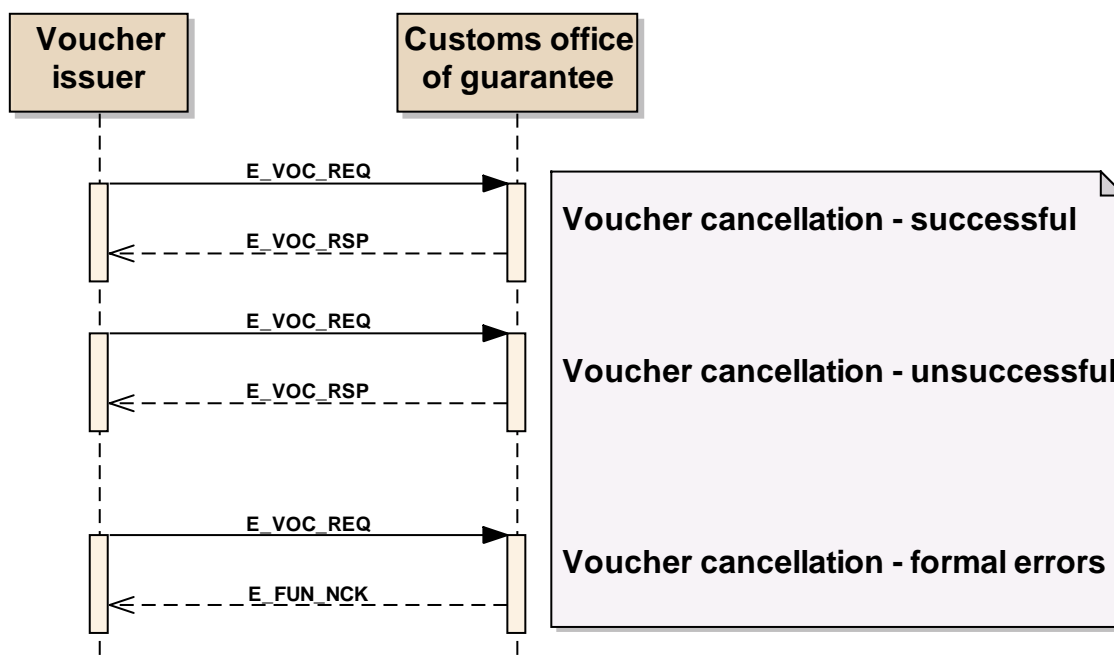 Voucher
issuer
Customs office
of guarantee
E_VOC_REQ
E_VOC_RSP
Voucher cancellation - successful
E_VOC_REQ
E_VOC_RSP
Voucher cancellation - unsuccessful
E_VOC_REQ
E_FUN_NCK
Voucher cancellation - formal errors